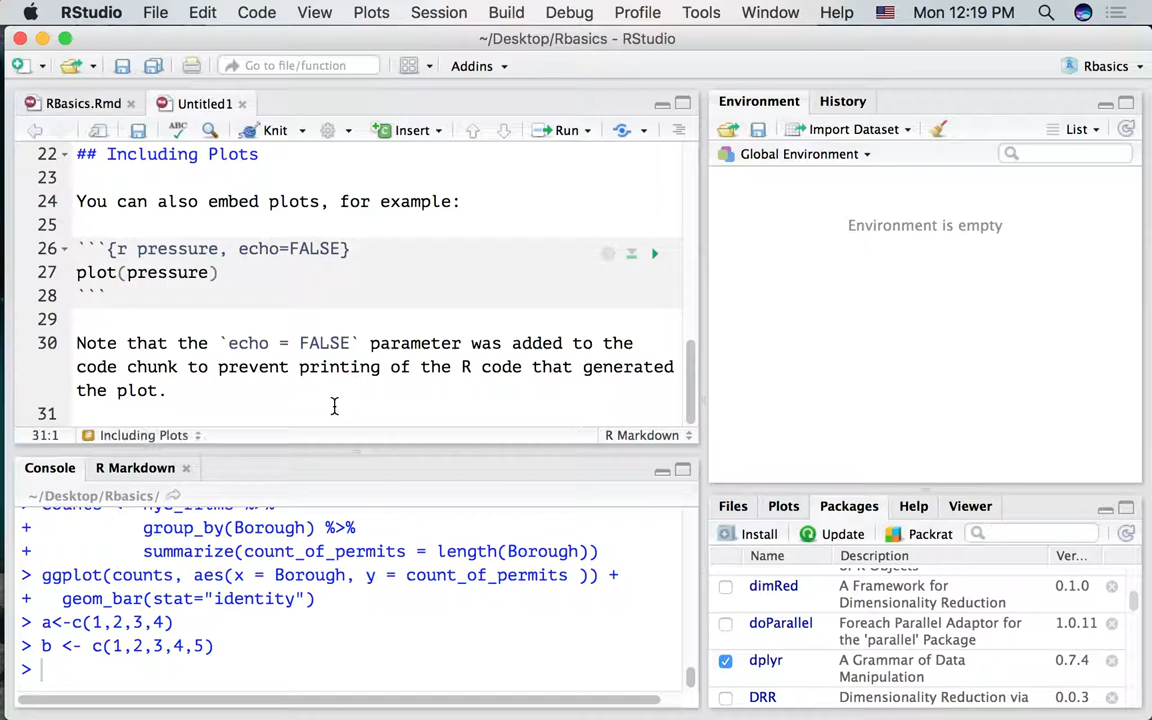 RStudio File Edit Code View Plots Session Build Debug Profile Tools Window Help Mon 12:19 PM
~/Desktop/Rbasics - RStudio
Go to file/function Addins Rbasics
RBasics.Rmd Untitled1
ABC Knit Insert Run
22 ## Including Plots
23
24 You can also embed plots, for example:
25
26 ```{r pressure, echo=FALSE}
27 plot(pressure)
28 ```
29
30 Note that the `echo = FALSE` parameter was added to the
code chunk to prevent printing of the R code that generated
the plot.
31
31:1 Including Plots R Markdown
Console R Markdown
~/Desktop/Rbasics/
+ group_by(Borough) %>%
+ summarize(count_of_permits = length(Borough))
> ggplot(counts, aes(x = Borough, y = count_of_permits )) +
+ geom_bar(stat="identity")
> a<-c(1,2,3,4)
> b <- c(1,2,3,4,5)
>
Environment History
Import Dataset List
Global Environment
Environment is empty
Files Plots Packages Help Viewer
Install Update Packrat
Name Description Ver...
dimRed A Framework for 0.1.0
Dimensionality Reduction
doParallel Foreach Parallel Adaptor for 1.0.11
the 'parallel' Package
dplyr A Grammar of Data 0.7.4
Manipulation
DRR Dimensionality Reduction via 0.0.3